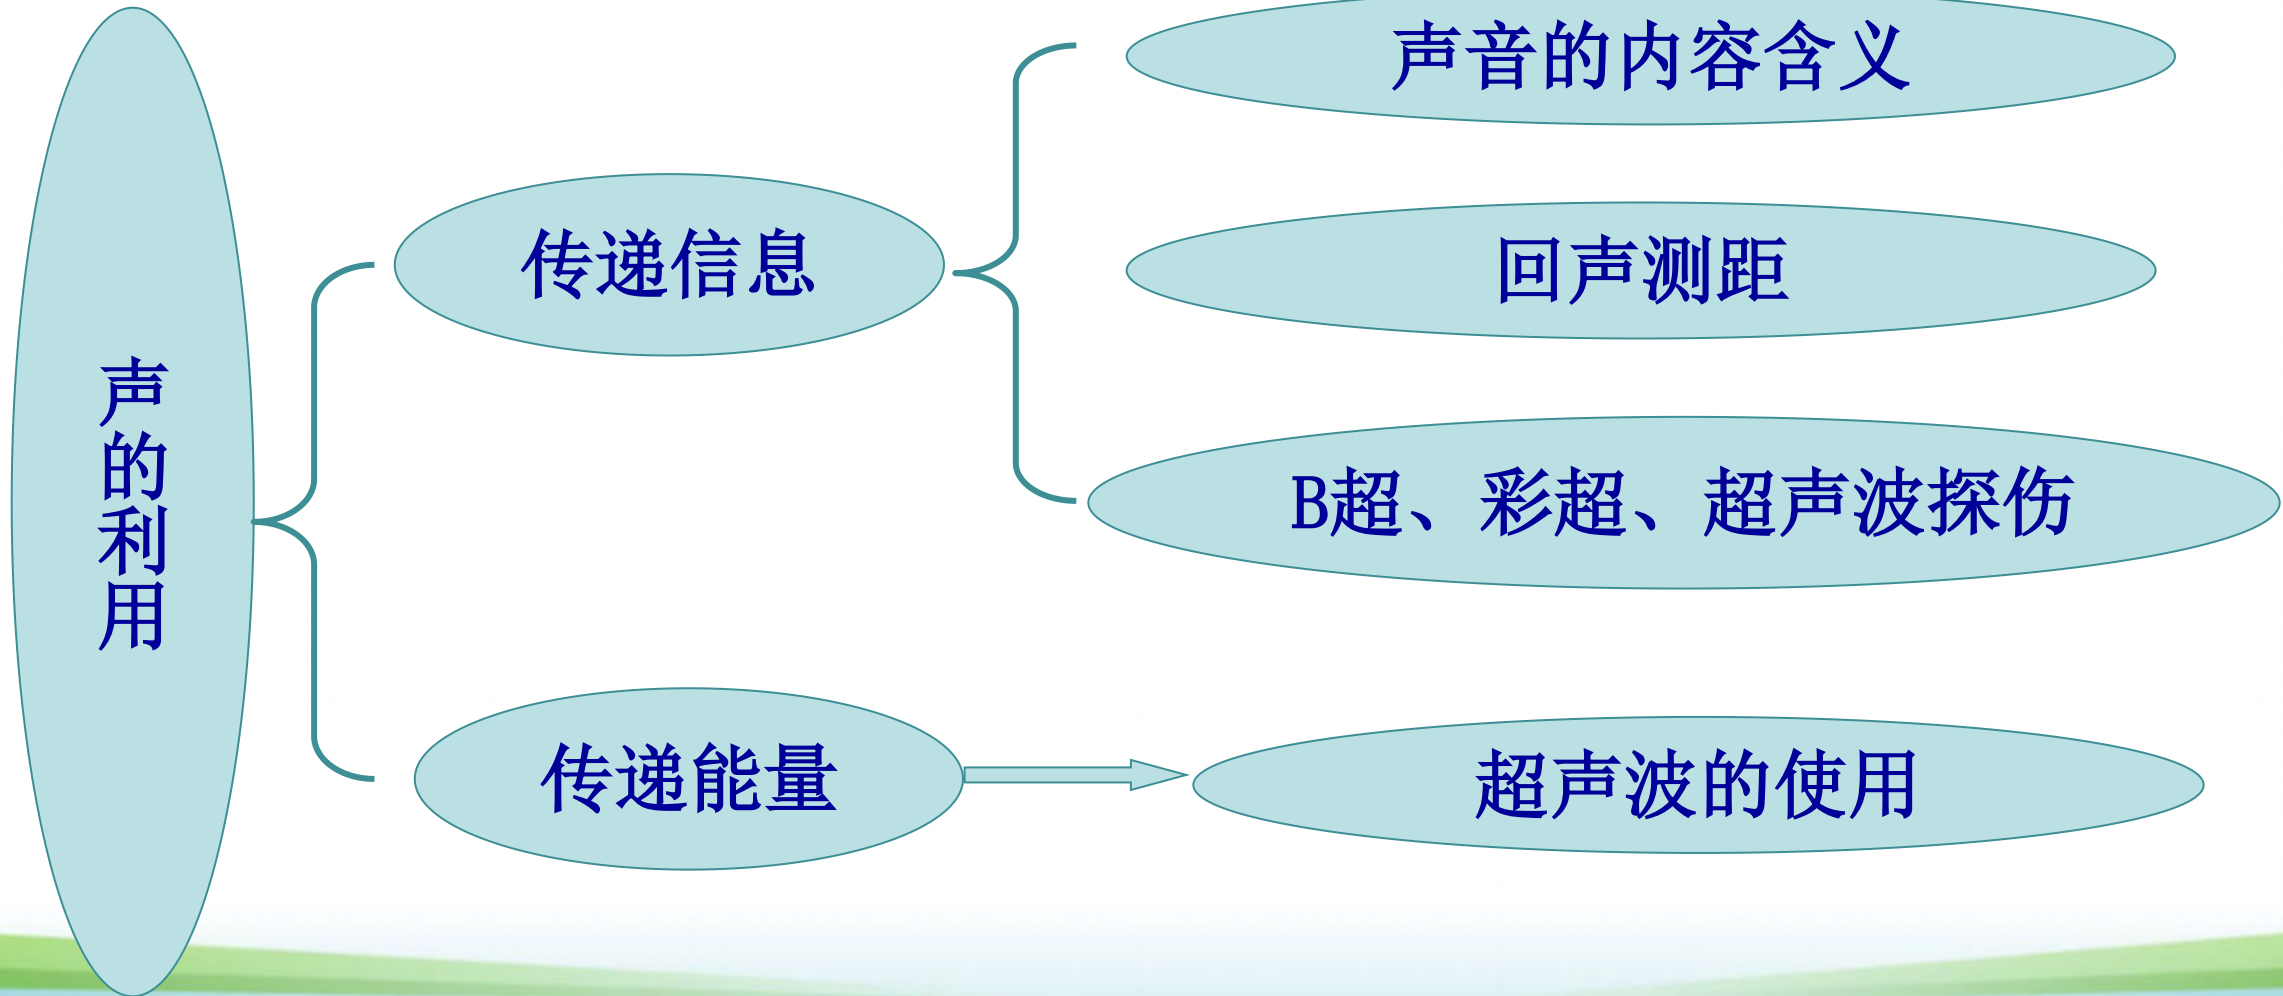 声的利用
传递信息
声音的内容含义
回声测距
B超、彩超、超声波探伤
传递能量
超声波的使用